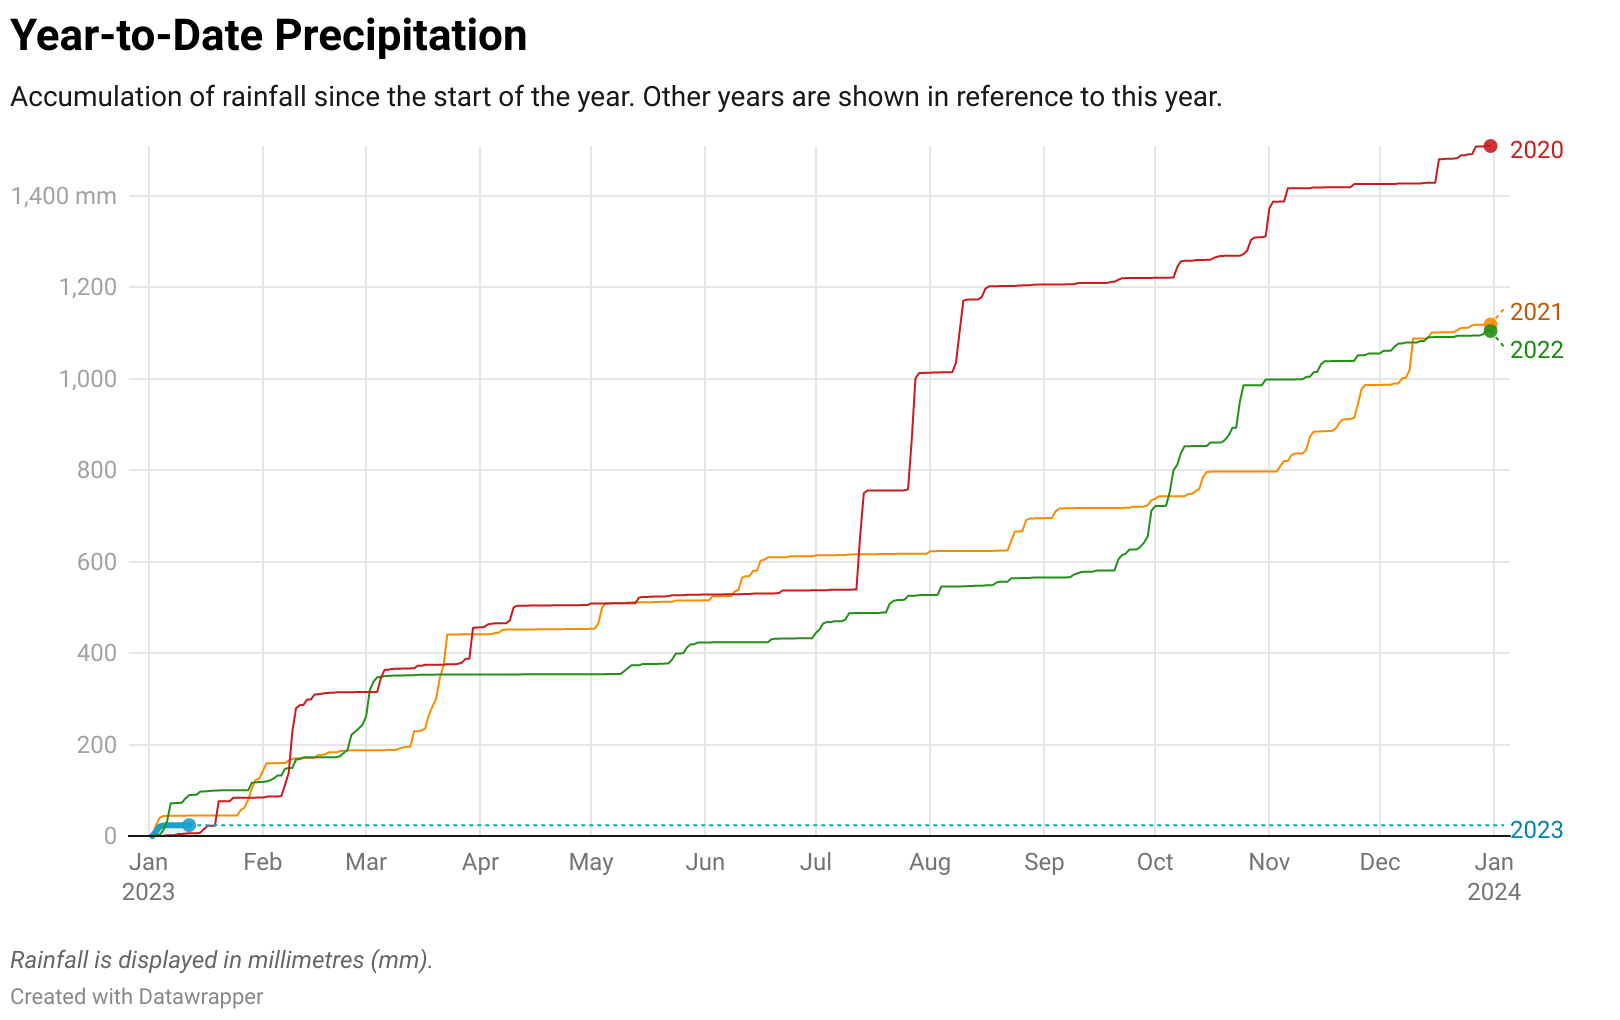 Year-to-Date Precipitation
Accumulation of rainfall since the start of the year. Other years are shown in reference to this year.
2020
1,400 mm
1,200
2021
2022
1,000
800
600
400
200
0
2023
Jan Feb Mar Apr May Jun Jul Aug Sep Oct Nov Dec Jan
2023 2024
Rainfall is displayed in millimetres (mm).
Created with Datawrapper